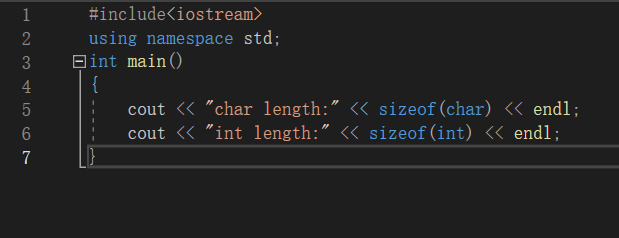 1 #include<iostream>
2 using namespace std;
3 int main()
4 {
5 cout << "char length:" << sizeof(char) << endl;
6 cout << "int length:" << sizeof(int) << endl;
7 }